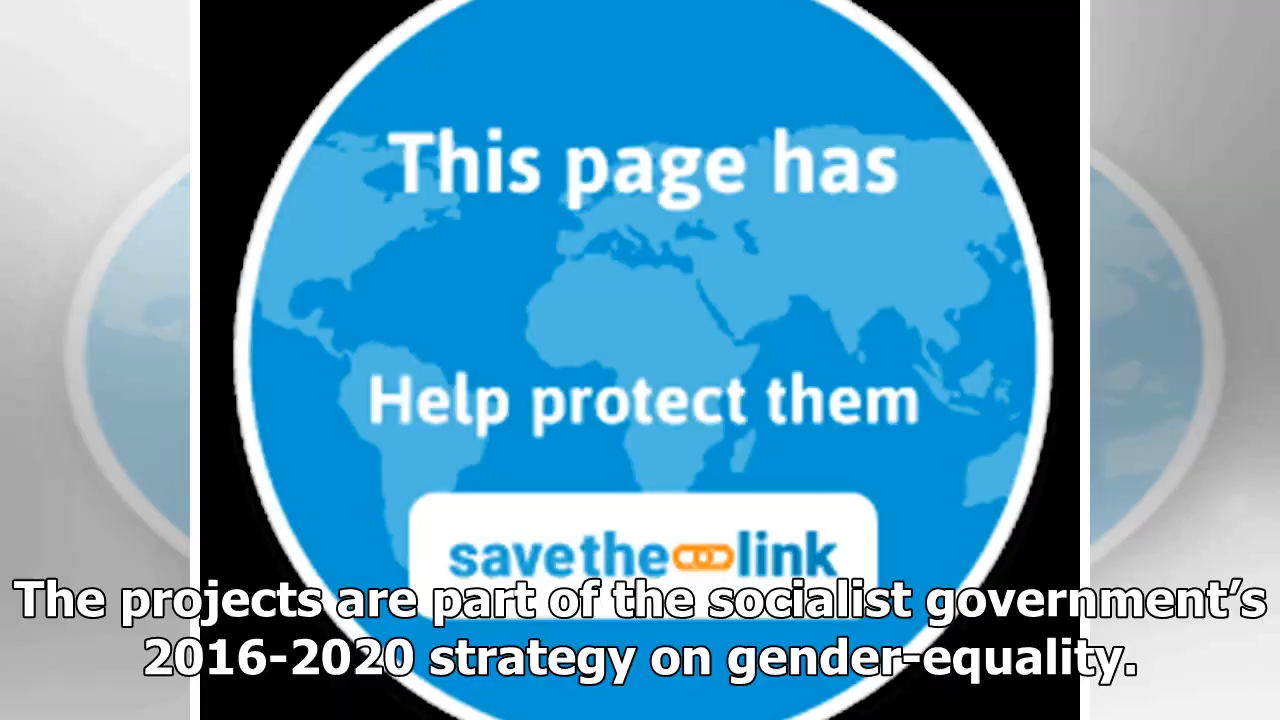 This page has
Help protect them
savethelink
The projects are part of the socialist government’s
2016-2020 strategy on gender-equality.